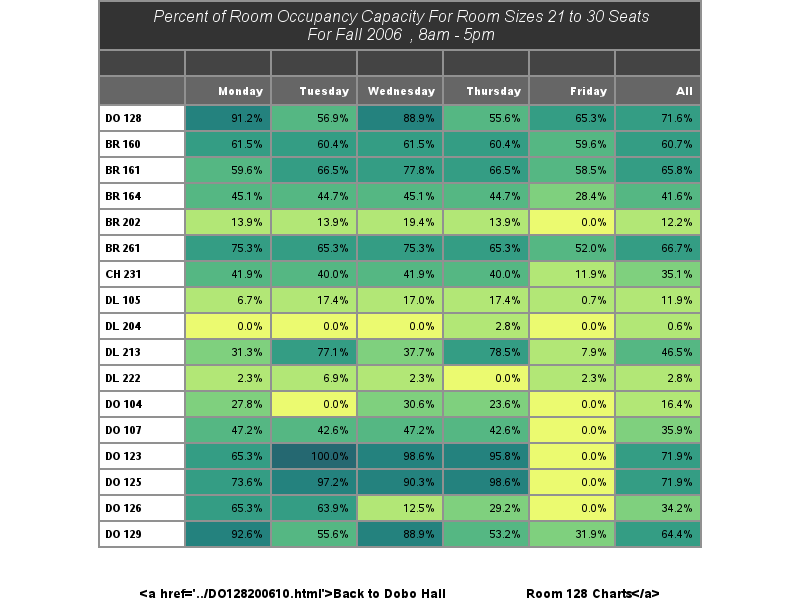 Percent of Room Occupancy Capacity For Room Sizes 21 to 30 Seats
For Fall 2006 , 8am - 5pm
Monday Tuesday Wednesday Thursday Friday All
DO 128 91.2% 56.9% 88.9% 55.6% 65.3% 71.6%
BR 160 61.5% 60.4% 61.5% 60.4% 59.6% 60.7%
BR 161 59.6% 66.5% 77.8% 66.5% 58.5% 65.8%
BR 164 45.1% 44.7% 45.1% 44.7% 28.4% 41.6%
BR 202 13.9% 13.9% 19.4% 13.9% 0.0% 12.2%
BR 261 75.3% 65.3% 75.3% 65.3% 52.0% 66.7%
CH 231 41.9% 40.0% 41.9% 40.0% 11.9% 35.1%
DL 105 6.7% 17.4% 17.0% 17.4% 0.7% 11.9%
DL 204 0.0% 0.0% 0.0% 2.8% 0.0% 0.6%
DL 213 31.3% 77.1% 37.7% 78.5% 7.9% 46.5%
DL 222 2.3% 6.9% 2.3% 0.0% 2.3% 2.8%
DO 104 27.8% 0.0% 30.6% 23.6% 0.0% 16.4%
DO 107 47.2% 42.6% 47.2% 42.6% 0.0% 35.9%
DO 123 65.3% 100.0% 98.6% 95.8% 0.0% 71.9%
DO 125 73.6% 97.2% 90.3% 98.6% 0.0% 71.9%
DO 126 65.3% 63.9% 12.5% 29.2% 0.0% 34.2%
DO 129 92.6% 55.6% 88.9% 53.2% 31.9% 64.4%
<a href='../DO128200610.html'>Back to Dobo Hall Room 128 Charts</a>